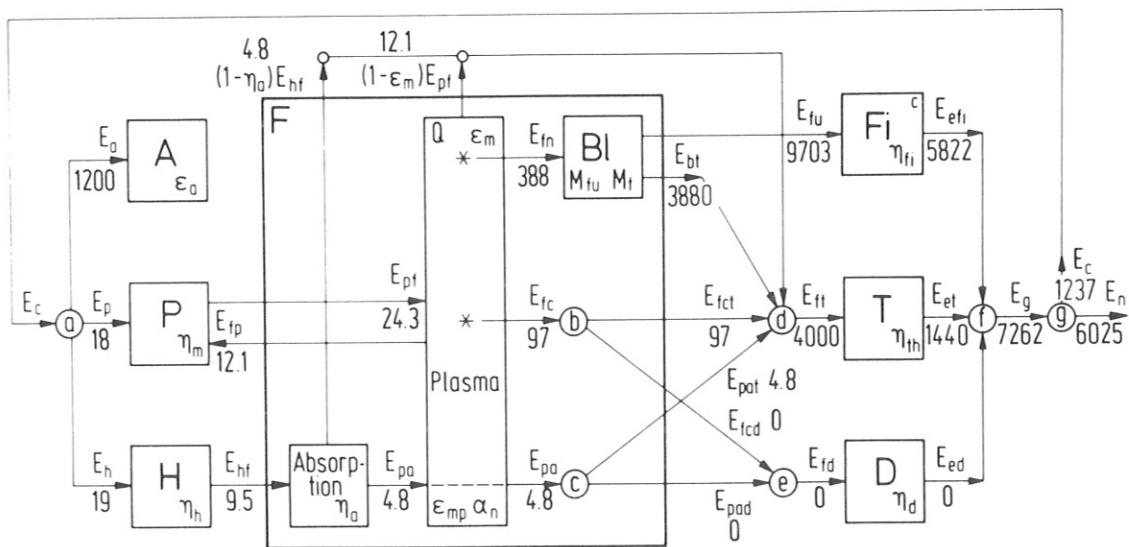 4.8
(1-ηa)Ehf
12.1
(1-εm)Epf
F
Ea
1200
A
εa
Q εm
*
Efn
388
Bl
Mfu Mt
Ebt
3880
Efu
9703
Fi c
ηfi
Eefi
5822
Ec
a
Ep
18
P
ηm
Efp
12.1
Epf
24.3
*
Plasma
Efc
97
b
Efct
97
d
Eft
4000
T
ηth
Eet
1440
f
Eg
7262
g
Ec
1237
En
6025
Epat 4.8
Efcd 0
Eh
19
H
ηh
Ehf
9.5
Absorp-
tion
ηa
Epa
4.8
εmp αn
Epa
4.8
c
Epad
0
e
Efd
0
D
ηd
Eed
0